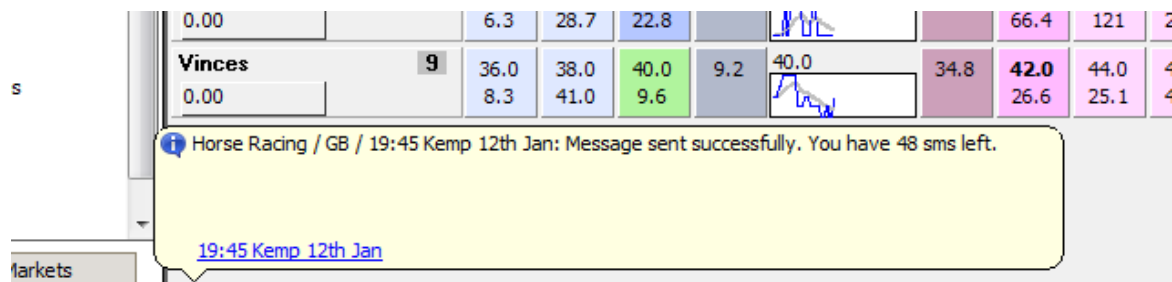 0.00 6.3 28.7 22.8 66.4 121
Vinces 9 36.0 38.0 40.0 9.2 40.0 34.8 42.0 44.0
0.00 8.3 41.0 9.6 26.6 25.1
s
Horse Racing / GB / 19:45 Kemp 12th Jan: Message sent successfully. You have 48 sms left.
19:45 Kemp 12th Jan
Markets